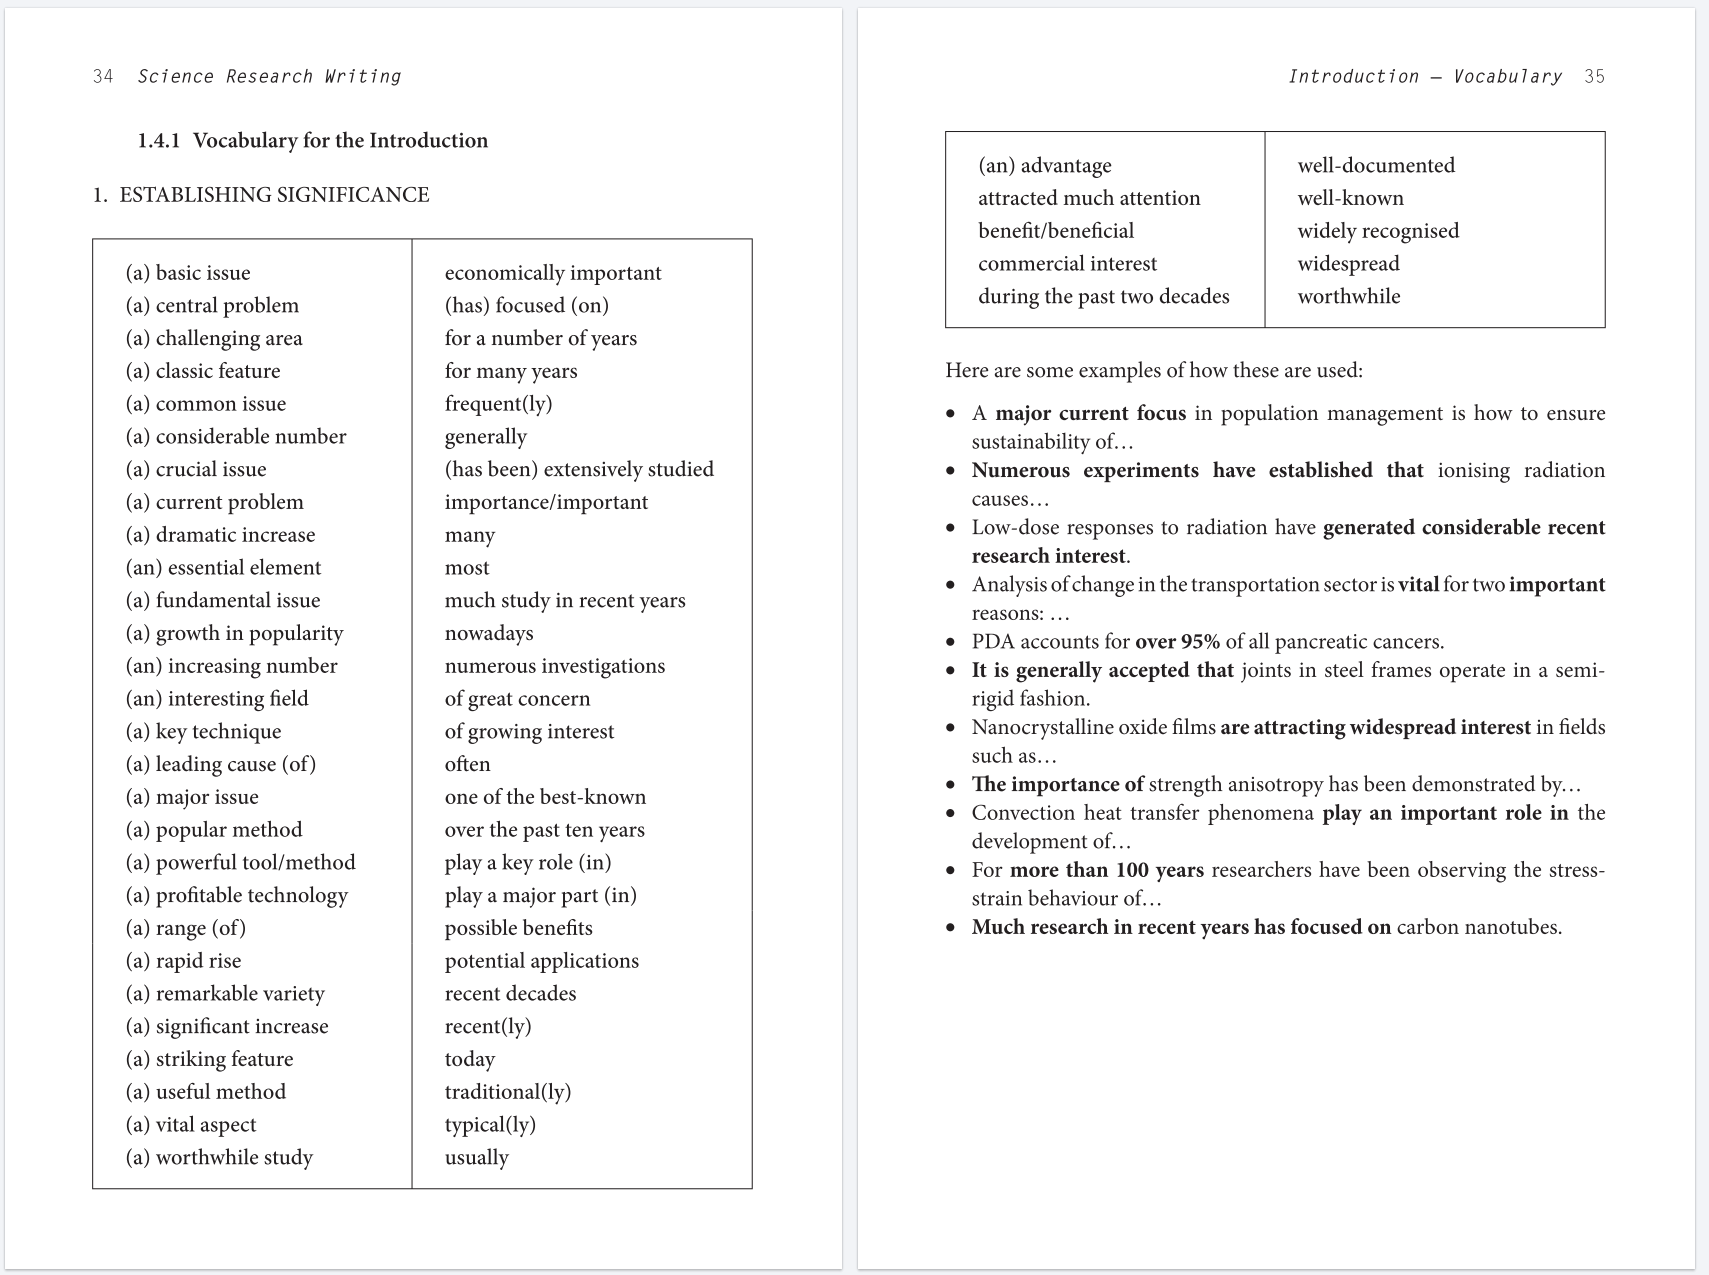 34 Science Research Writing
1.4.1 Vocabulary for the Introduction
1. ESTABLISHING SIGNIFICANCE
(a) basic issue
(a) central problem
(a) challenging area
(a) classic feature
(a) common issue
(a) considerable number
(a) crucial issue
(a) current problem
(a) dramatic increase
(an) essential element
(a) fundamental issue
(a) growth in popularity
(an) increasing number
(an) interesting field
(a) key technique
(a) leading cause (of)
(a) major issue
(a) popular method
(a) powerful tool/method
(a) profitable technology
(a) range (of)
(a) rapid rise
(a) remarkable variety
(a) significant increase
(a) striking feature
(a) useful method
(a) vital aspect
(a) worthwhile study
economically important
(has) focused (on)
for a number of years
for many years
frequent(ly)
generally
(has been) extensively studied
importance/important
many
most
much study in recent years
nowadays
numerous investigations
of great concern
of growing interest
often
one of the best-known
over the past ten years
play a key role (in)
play a major part (in)
possible benefits
potential applications
recent decades
recent(ly)
today
traditional(ly)
typical(ly)
usually
Introduction — Vocabulary 35
(an) advantage
attracted much attention
benefit/beneficial
commercial interest
during the past two decades
well-documented
well-known
widely recognised
widespread
worthwhile
Here are some examples of how these are used:
• A major current focus in population management is how to ensure
sustainability of…
• Numerous experiments have established that ionising radiation
causes…
• Low-dose responses to radiation have generated considerable recent
research interest.
• Analysis of change in the transportation sector is vital for two important
reasons: …
• PDA accounts for over 95% of all pancreatic cancers.
• It is generally accepted that joints in steel frames operate in a semi-
rigid fashion.
• Nanocrystalline oxide films are attracting widespread interest in fields
such as…
• The importance of strength anisotropy has been demonstrated by…
• Convection heat transfer phenomena play an important role in the
development of…
• For more than 100 years researchers have been observing the stress-
strain behaviour of…
• Much research in recent years has focused on carbon nanotubes.